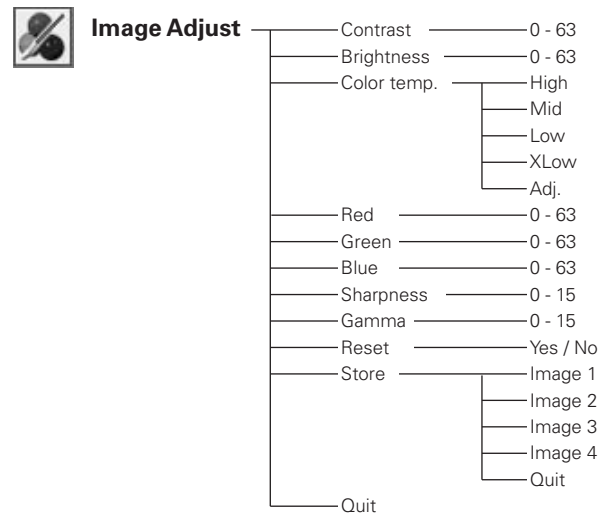 Image Adjust Contrast 0 - 63
Brightness 0 - 63
Color temp. High
Mid
Low
XLow
Adj.
Red 0 - 63
Green 0 - 63
Blue 0 - 63
Sharpness 0 - 15
Gamma 0 - 15
Reset Yes / No
Store Image 1
Image 2
Image 3
Image 4
Quit
Quit